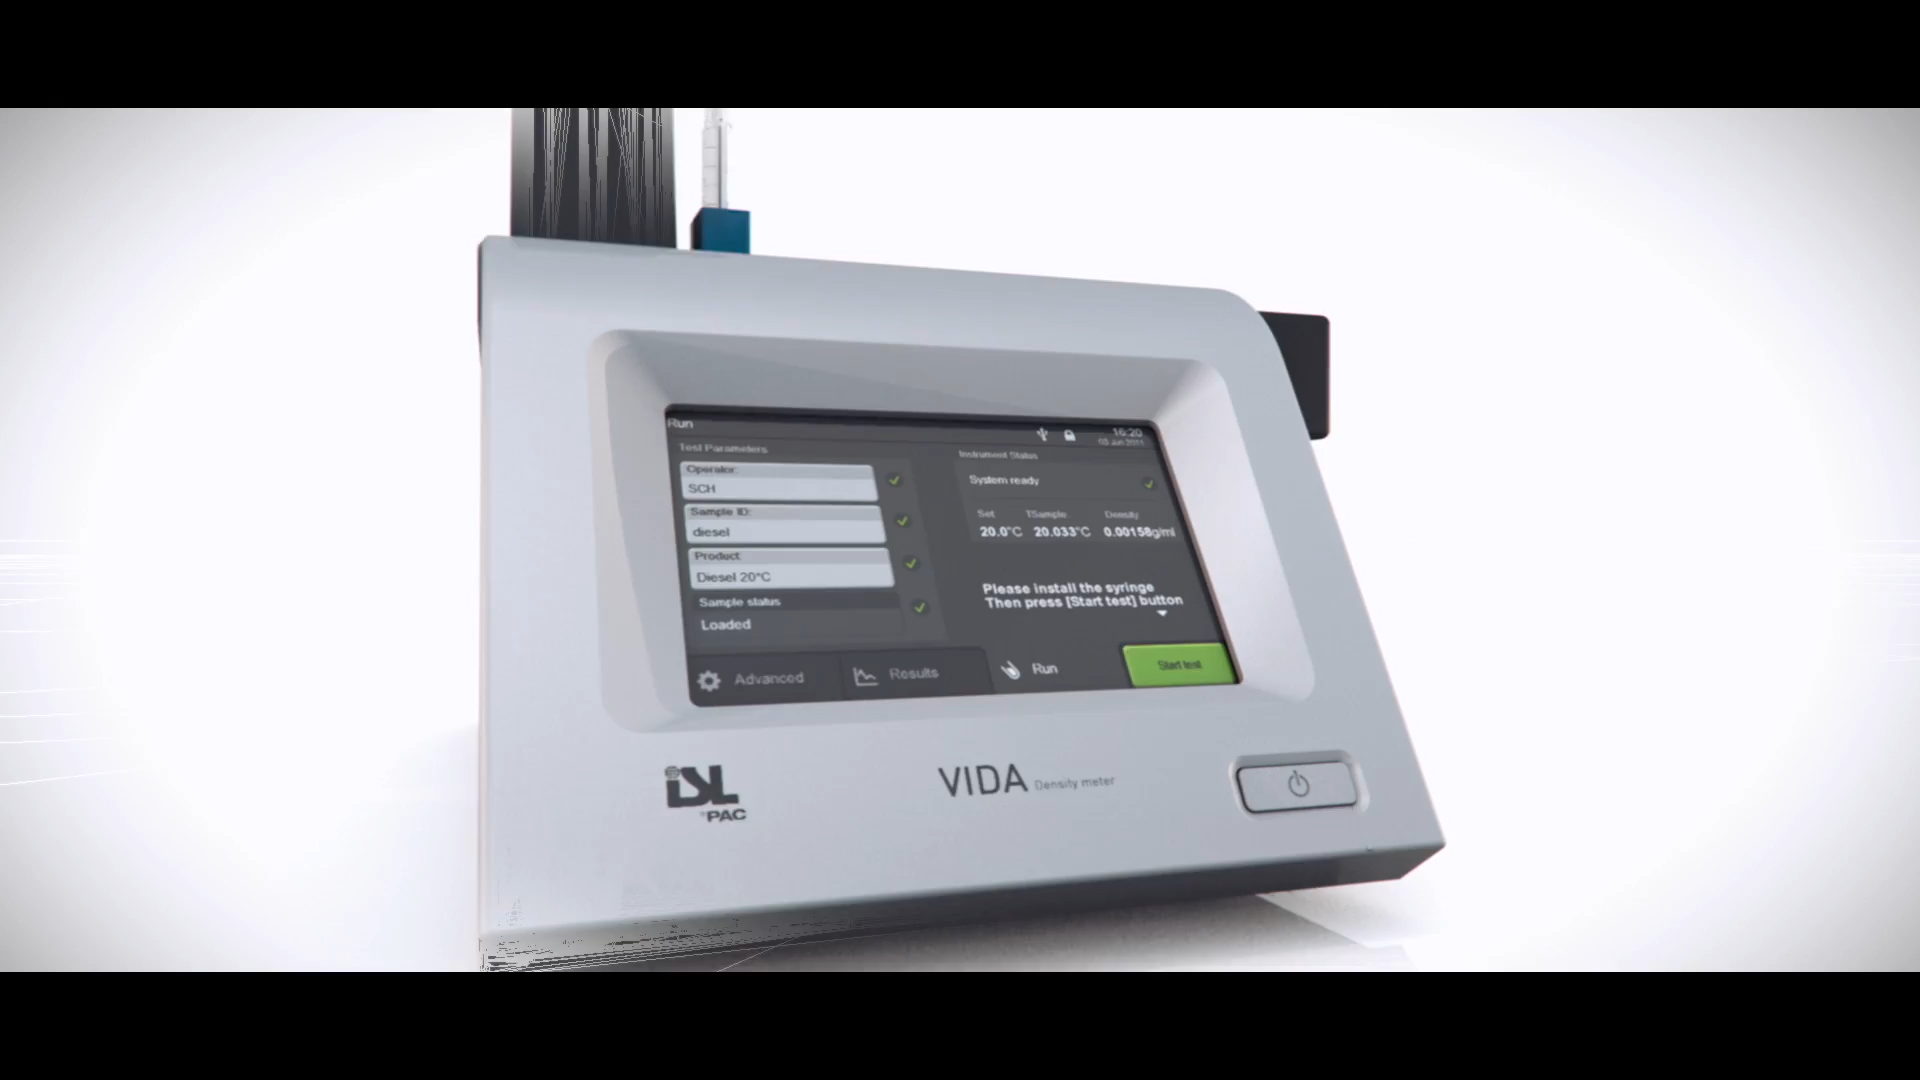 Run
16:20
Test Parameters
Instrument Status
Operator:
SCH
System ready
Sample ID:
diesel
Set TSample Density
20.0°C 20.033°C 0.00158g/ml
Product
Diesel 20°C
Please install the syringe
Then press [Start test] button
Sample status
Loaded
Advanced
Results
Run
Start test
iSL
PAC
VIDA Density meter